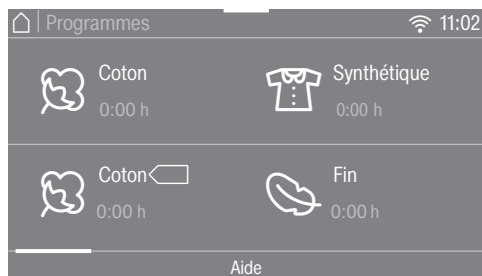 Programmes 11:02
Coton Synthétique
0:00 h 0:00 h
Coton Fin
0:00 h 0:00 h
Aide